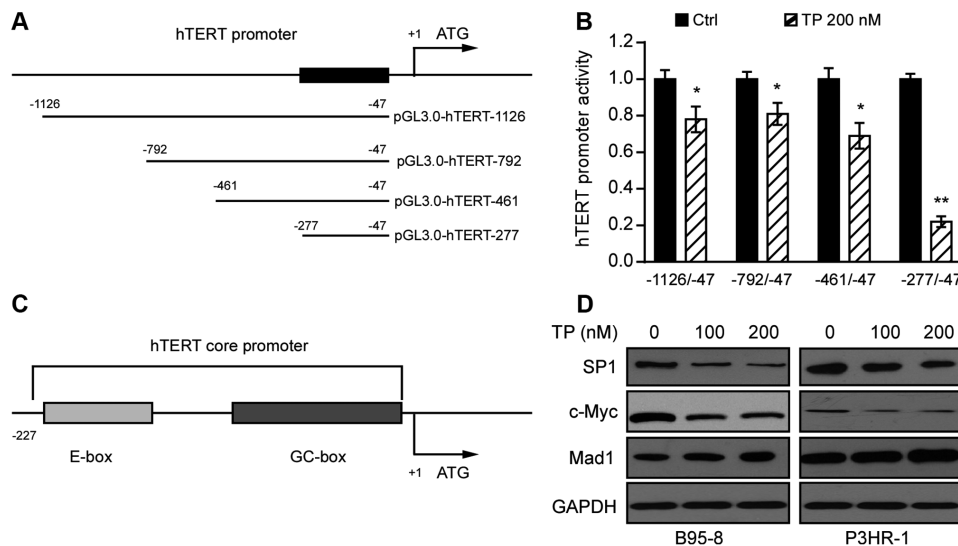 A
hTERT promoter
+1
ATG
-1126
-47
pGL3.0-hTERT-1126
-792
-47
pGL3.0-hTERT-792
-461
-47
pGL3.0-hTERT-461
-277
-47
pGL3.0-hTERT-277
B
Ctrl
TP 200 nM
hTERT promoter activity
1.2
1.0
0.8
0.6
0.4
0.2
0.0
*
*
*
**
-1126/-47
-792/-47
-461/-47
-277/-47
C
hTERT core promoter
-227
E-box
GC-box
+1
ATG
D
TP (nM) 0 100 200 0 100 200
SP1
c-Myc
Mad1
GAPDH
B95-8 P3HR-1